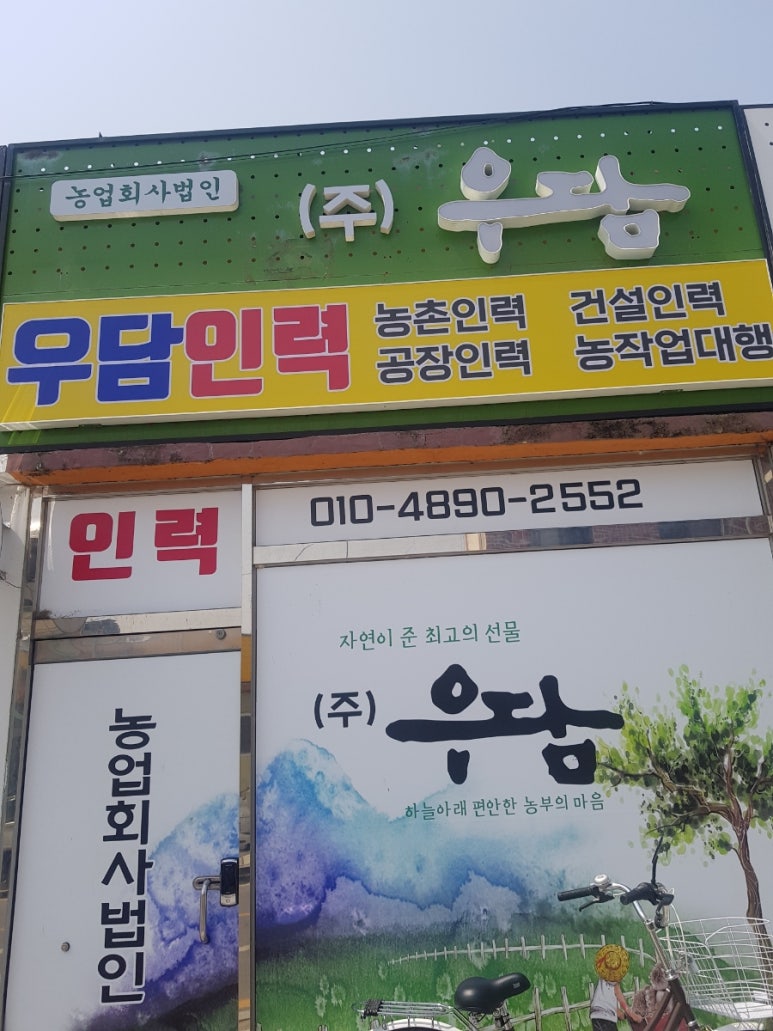 농업회사법인 (주) 우담
우담인력 농촌인력 건설인력
공장인력 농작업대행
인력
010-4890-2552
자연이 준 최고의 선물
(주) 우담
하늘아래 편안한 농부의 마음
농업회사법인